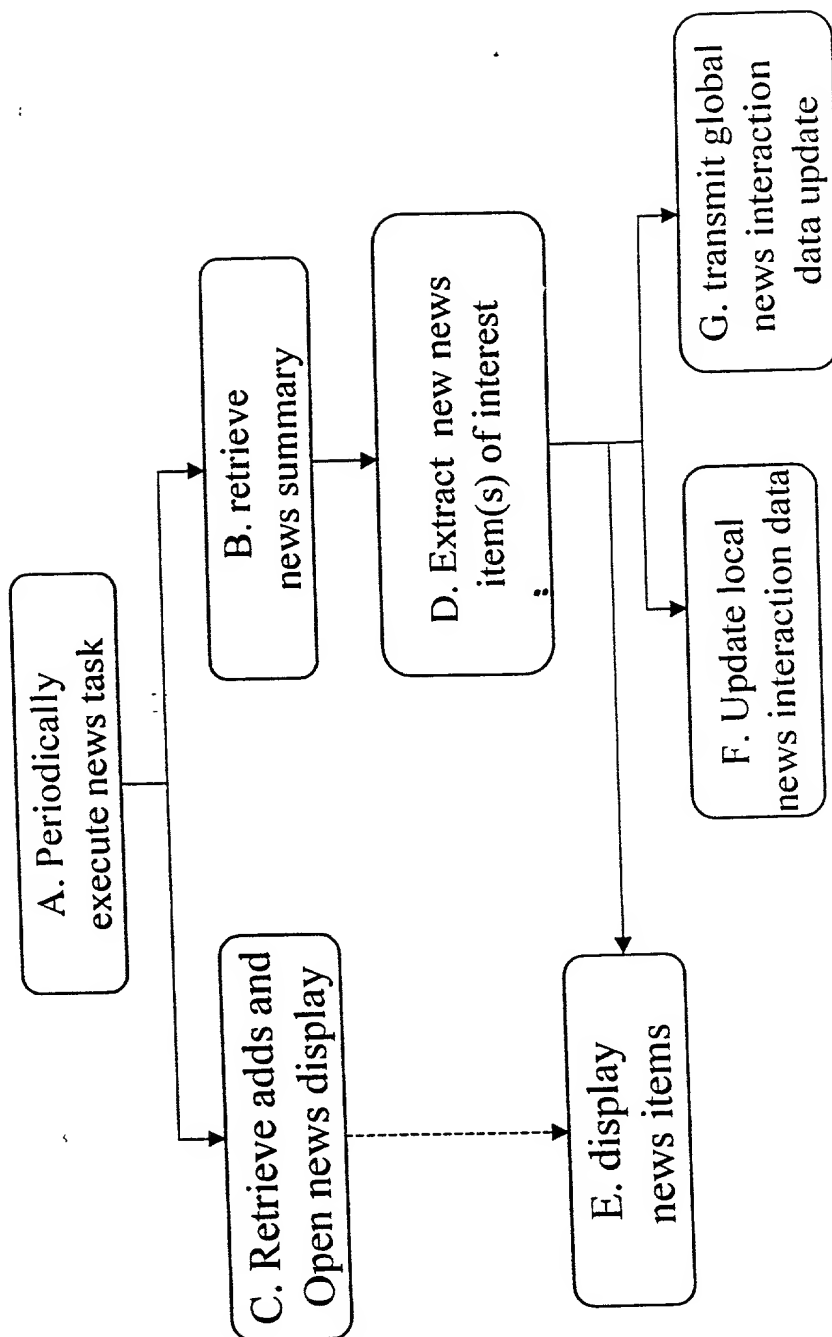 A. Periodically
execute news task
C. Retrieve adds and
Open news display
B. retrieve
news summary
D. Extract new news
item(s) of interest
E. display
news items
F. Update local
news interaction data
G. transmit global
news interaction
data update